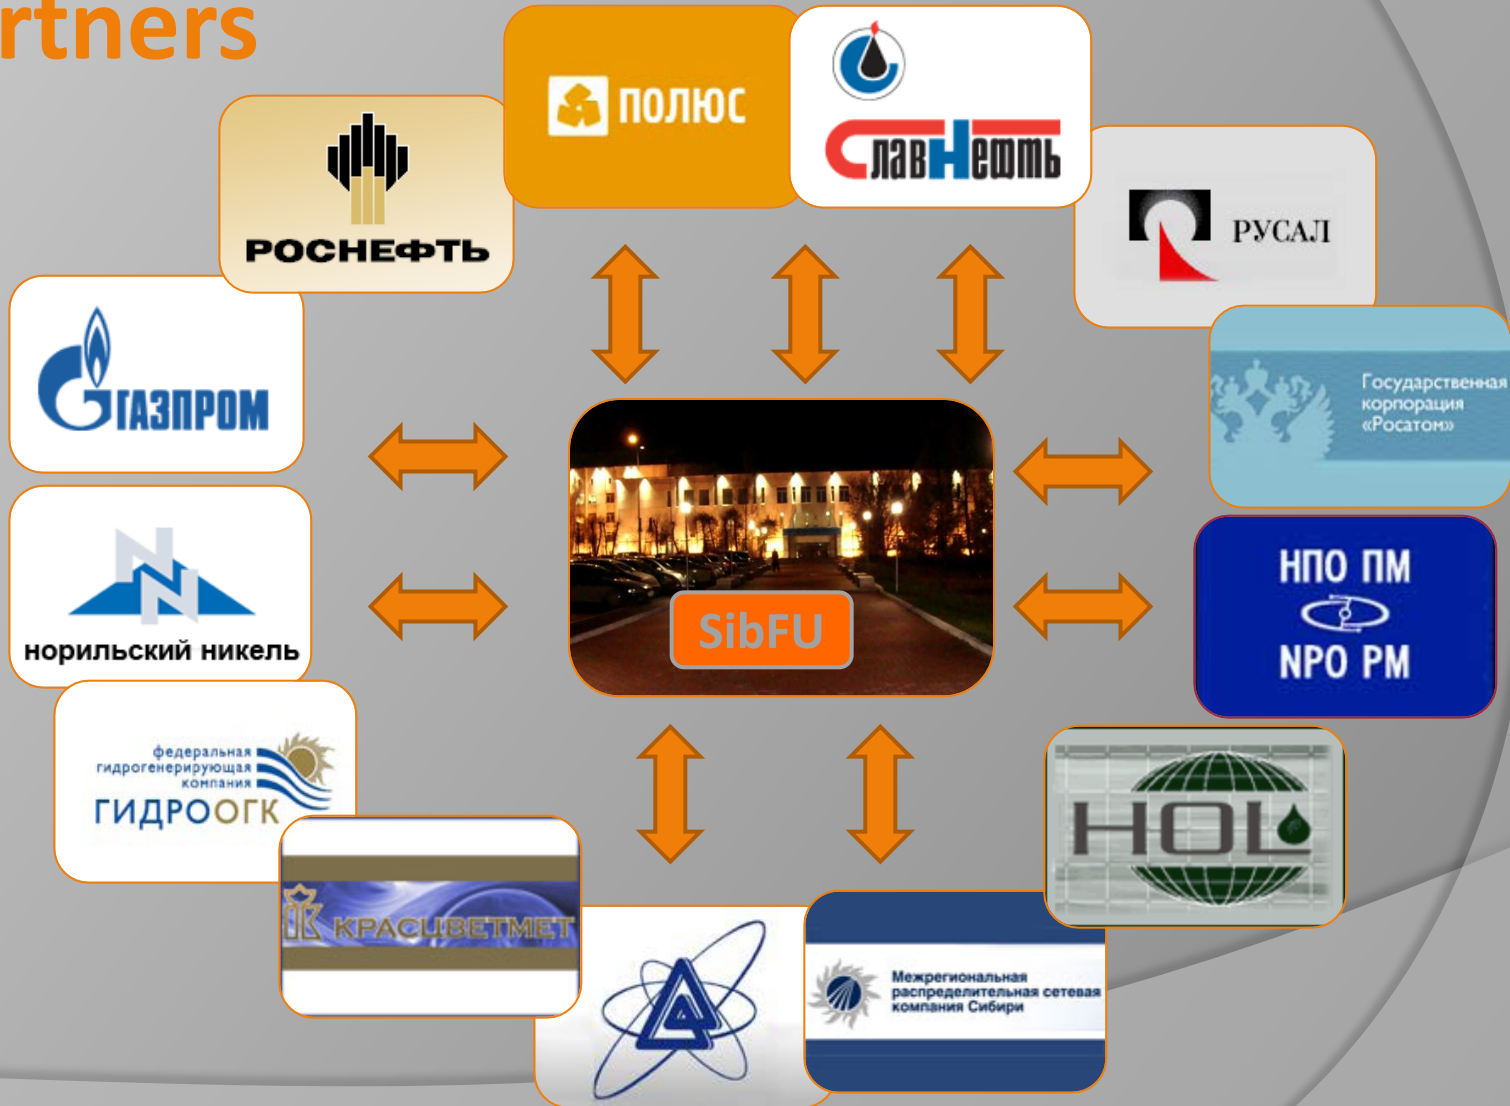 rtners
ПОЛЮС
СлавНефть
РОСНЕФТЬ
РУСАЛ
ГАЗПРОМ
Государственная
корпорация
«Росатом»
НПО ПМ
NPO PM
норильский никель
SibFU
федеральная
гидрогенерирующая
компания
ГИДРООГК
HOL
КРАСЦВЕТМЕТ
Межрегиональная
распределительная сетевая
компания Сибири